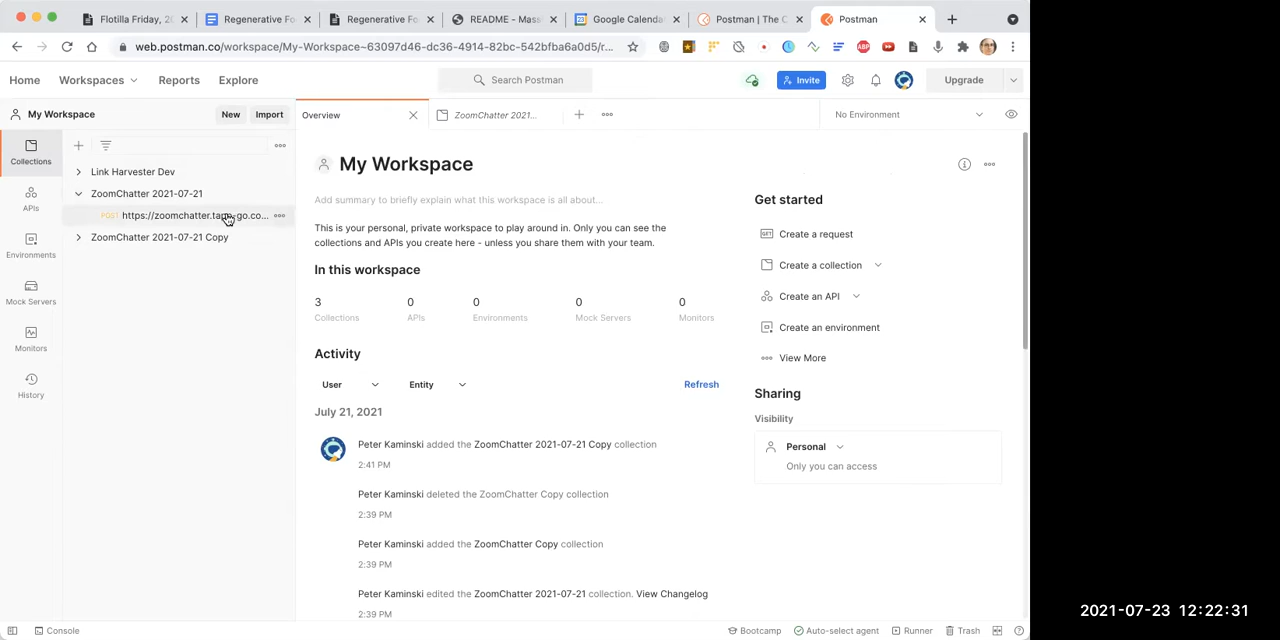 Flotilla Friday, 2
Regenerative Fo
Regenerative F
README - Mass
Google Calenda
Postman | The C
Postman
web.postman.co/workspace/My-Workspace~63097d46-dc36-4914-82bc-542bfba6a0d5/r...
Home
Workspaces
Reports
Explore
Search Postman
Invite
Upgrade
My Workspace
New
Import
Overview
ZoomChatter 2021...
No Environment
Collections
APIs
Environments
Mock Servers
Monitors
History
Link Harvester Dev
ZoomChatter 2021-07-21
POST https://zoomchatter.tapp-go.co...
ZoomChatter 2021-07-21 Copy
My Workspace
Add summary to briefly explain what this workspace is all about...
This is your personal, private workspace to play around in. Only you can see the
collections and APIs you create here - unless you share them with your team.
In this workspace
3
0
0
0
0
Collections
APIs
Environments
Mock Servers
Monitors
Activity
User
Entity
Refresh
July 21, 2021
Peter Kaminski added the ZoomChatter 2021-07-21 Copy collection
2:41 PM
Peter Kaminski deleted the ZoomChatter Copy collection
2:39 PM
Peter Kaminski added the ZoomChatter Copy collection
2:39 PM
Peter Kaminski edited the ZoomChatter 2021-07-21 collection. View Changelog
2:39 PM
Get started
GET Create a request
Create a collection
Create an API
Create an environment
View More
Sharing
Visibility
Personal
Only you can access
Console
Bootcamp
Auto-select agent
Runner
Trash
2021-07-23 12:22:31